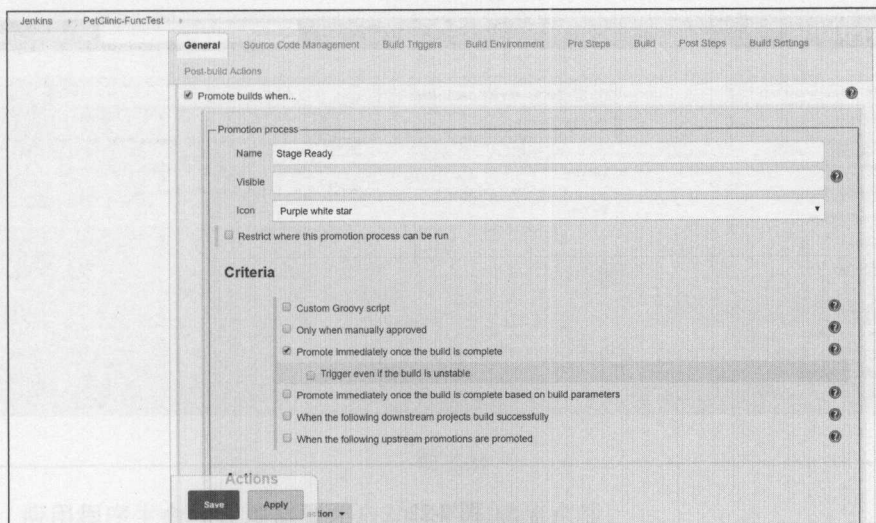 Jenkins PetClinic-FuncTest
General Source Code Management Build Triggers Build Environment Pre Steps Build Post Steps Build Settings
Post-build Actions
Promote builds when...
Promotion process
Name Stage Ready
Visible
Icon Purple white star
Restrict where this promotion process can be run
Criteria
Custom Groovy script
Only when manually approved
Promote immediately once the build is complete
Trigger even if the build is unstable
Promote immediately once the build is complete based on build parameters
When the following downstream projects build successfully
When the following upstream promotions are promoted
Actions
Save Apply action